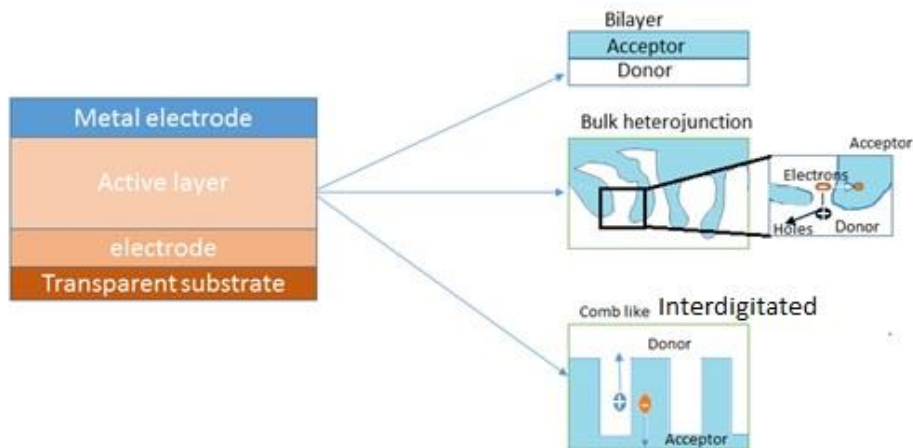 Metal electrode
Active layer
electrode
Transparent substrate
Bilayer
Acceptor
Donor
Bulk heterojunction
Acceptor
Electrons
Holes
Donor
Comb like Interdigitated
Donor
Acceptor